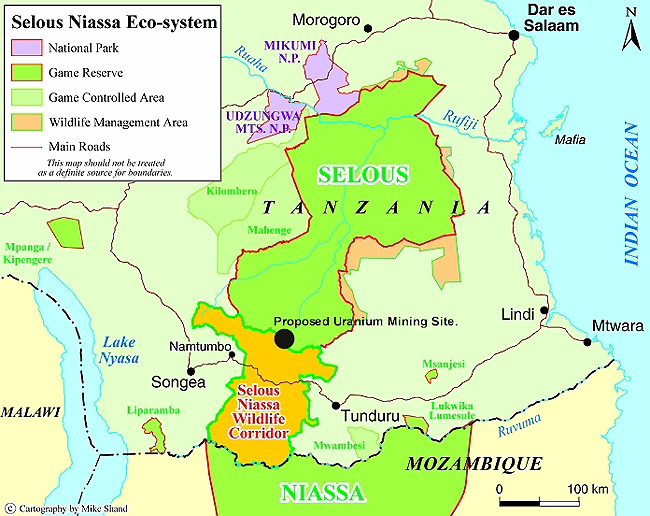 Selous Niassa Eco-system
National Park
Game Reserve
Game Controlled Area
Wildlife Management Area
Main Roads
This map should not be treated
as a definite source for boundaries.
Morogoro
Dar es
Salaam
N
MIKUMI
N.P.
Ruaha
UDZUNGWA
MTS. N.P.
Rufiji
Mafia
INDIAN OCEAN
SELOUS
Kilombero
TANZANIA
Mahenge
Mpanga /
Kipengere
Proposed Uranium Mining Site.
Lindi
Mtwara
Lake
Nyasa
Namtumbo
Songea
Msanjesi
Selous
Niassa
Wildlife
Corridor
MALAWI
Liparamba
Tunduru
Lukwika
Lumesule
Ruvuma
Mwambesi
MOZAMBIQUE
NIASSA
0 100 km
© Cartography by Mike Shand